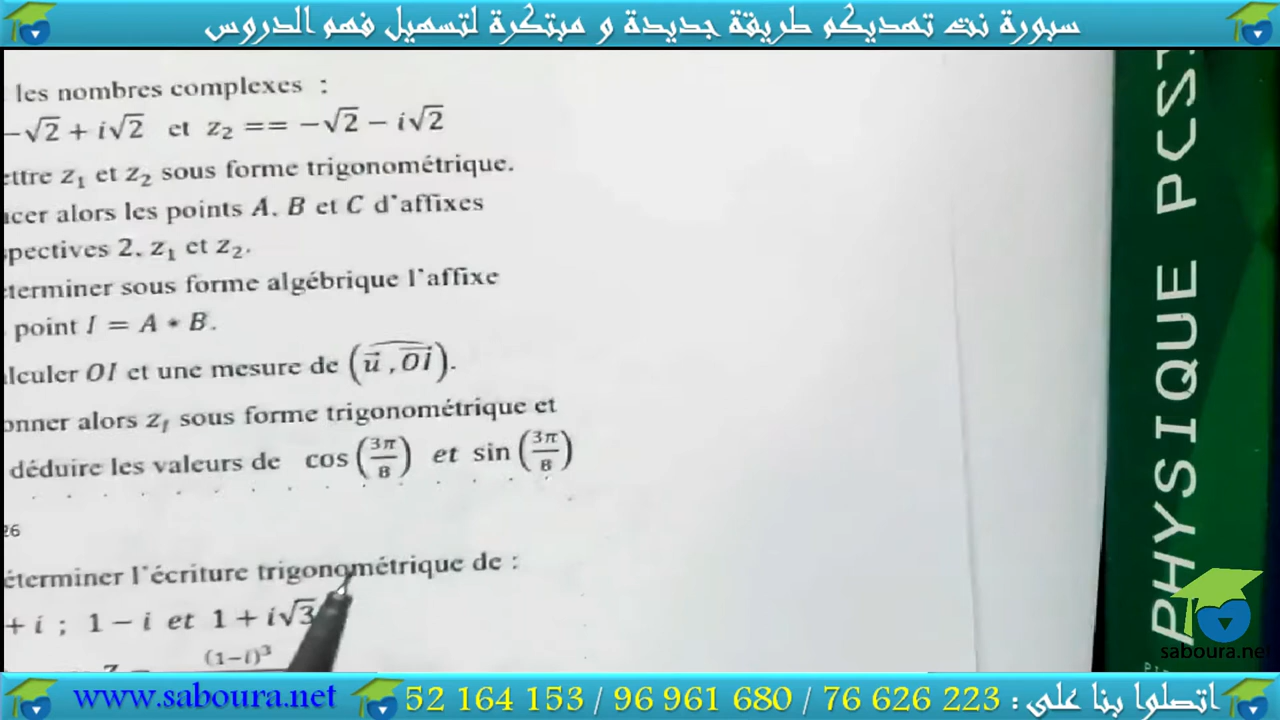 سبورة نت تهديكم طريقة جديدة و مبتكرة لتسهيل فهم الدروس
les nombres complexes :
−√2 + i√2 et z₂ == −√2 − i√2
ettre z₁ et z₂ sous forme trigonométrique.
acer alors les points A, B et C d'affixes
spectives 2, z₁ et z₂.
éterminer sous forme algébrique l'affixe
point I = A * B.
alculer OI et une mesure de (u⃗ , OI⃗).
onner alors z_I sous forme trigonométrique et
déduire les valeurs de cos(3π/8) et sin(3π/8)
26
éterminer l'écriture trigonométrique de :
+ i ; 1 − i et 1 + i√3
(1−i)³
PHYSIQUE PCST
saboura.net
www.saboura.net 52 164 153 / 96 961 680 / 76 626 223 : اتصلوا بنا على